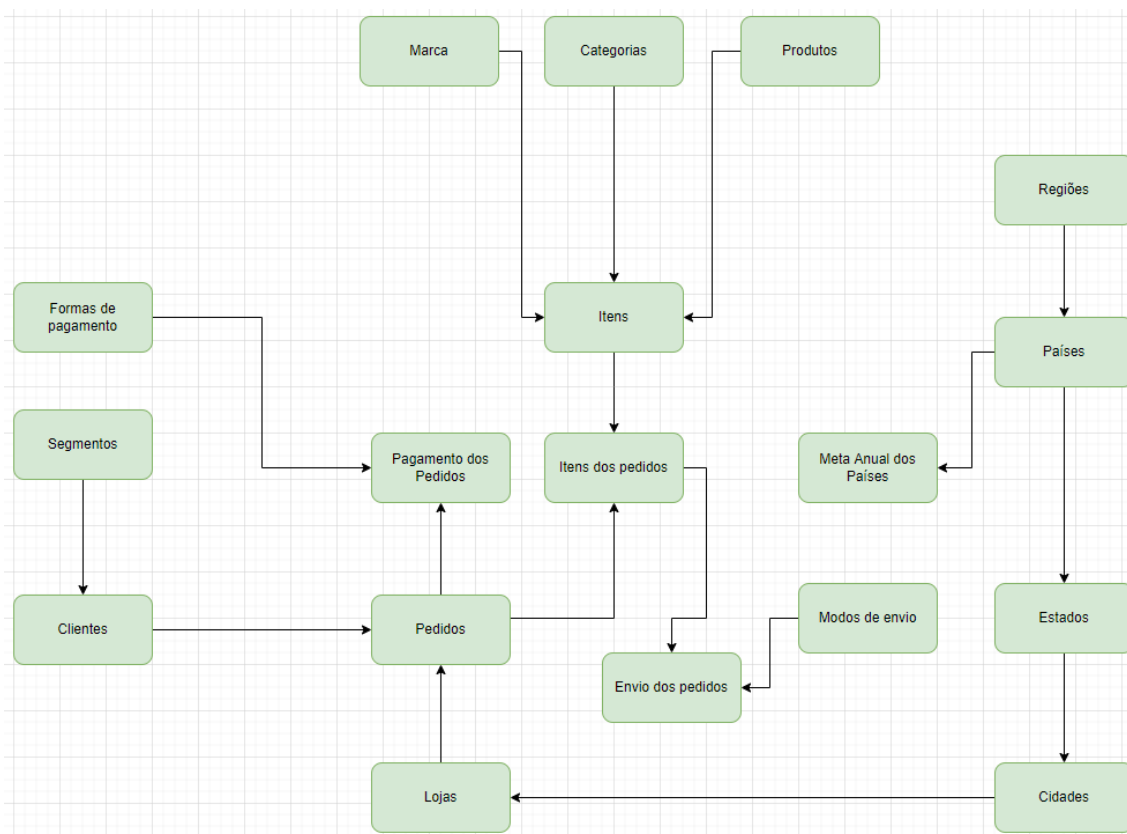 Marca
Categorias
Produtos
Regiões
Formas de
pagamento
Itens
Países
Segmentos
Pagamento dos
Pedidos
Itens dos pedidos
Meta Anual dos
Países
Clientes
Pedidos
Modos de envio
Estados
Envio dos pedidos
Lojas
Cidades